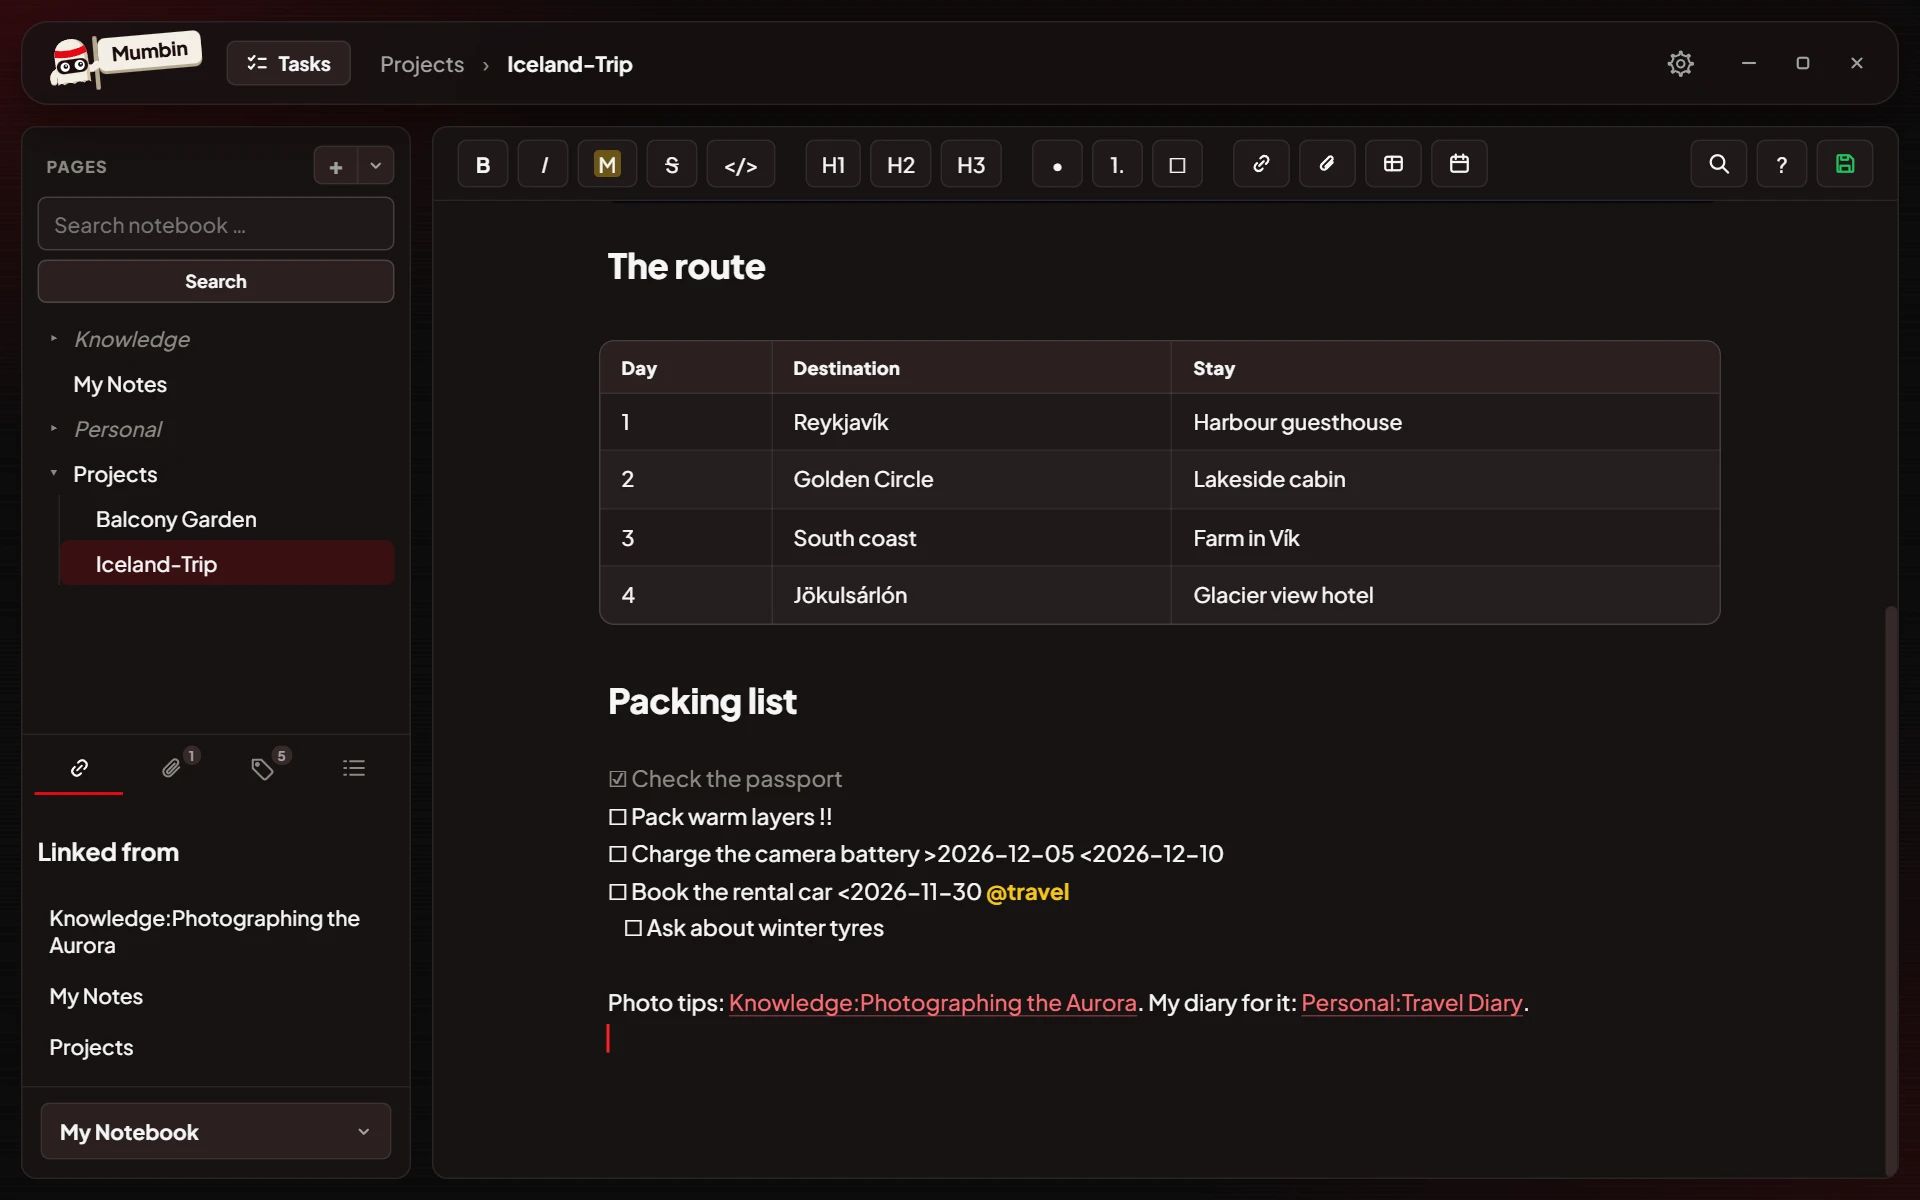 Mumbin
Tasks
Projects › Iceland-Trip
PAGES
+
Search notebook ...
Search
Knowledge
My Notes
Personal
Projects
Balcony Garden
Iceland-Trip
1
5
Linked from
Knowledge:Photographing the
Aurora
My Notes
Projects
My Notebook
B I M S </> H1 H2 H3 • 1. ?
The route
Day Destination Stay
1 Reykjavík Harbour guesthouse
2 Golden Circle Lakeside cabin
3 South coast Farm in Vík
4 Jökulsárlón Glacier view hotel
Packing list
☑ Check the passport
☐ Pack warm layers !!
☐ Charge the camera battery >2026-12-05 <2026-12-10
☐ Book the rental car <2026-11-30 @travel
☐ Ask about winter tyres
Photo tips: Knowledge:Photographing the Aurora. My diary for it: Personal:Travel Diary.